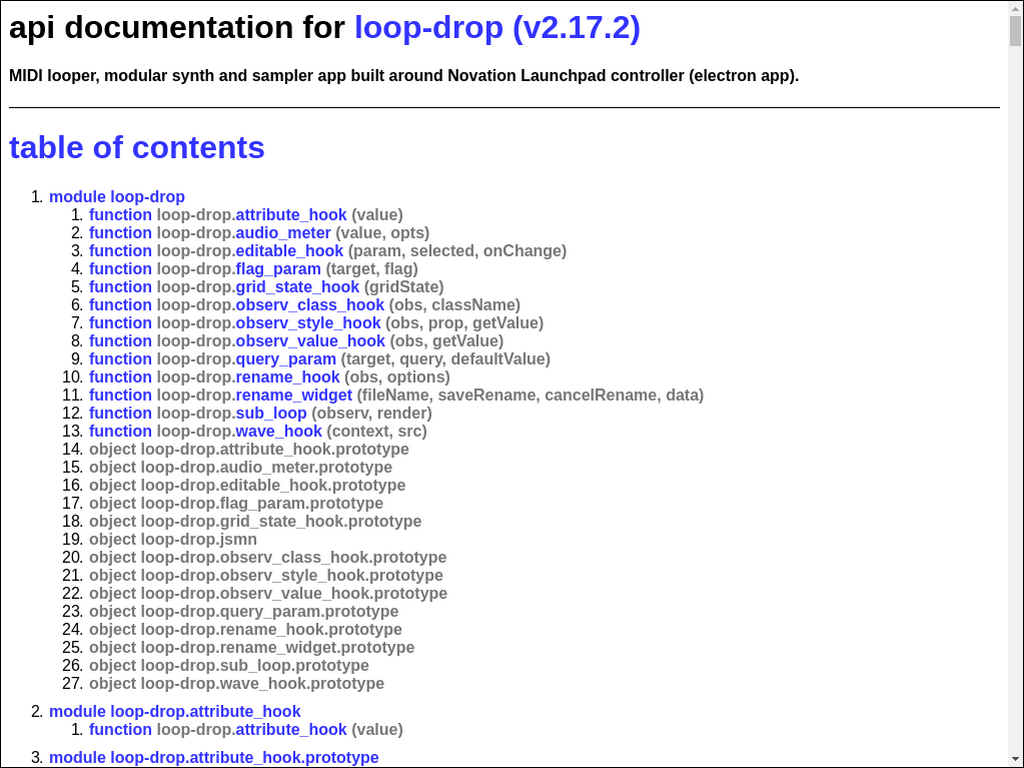 api documentation for loop-drop (v2.17.2)
MIDI looper, modular synth and sampler app built around Novation Launchpad controller (electron app).
table of contents
1. module loop-drop
1. function loop-drop.attribute_hook (value)
2. function loop-drop.audio_meter (value, opts)
3. function loop-drop.editable_hook (param, selected, onChange)
4. function loop-drop.flag_param (target, flag)
5. function loop-drop.grid_state_hook (gridState)
6. function loop-drop.observ_class_hook (obs, className)
7. function loop-drop.observ_style_hook (obs, prop, getValue)
8. function loop-drop.observ_value_hook (obs, getValue)
9. function loop-drop.query_param (target, query, defaultValue)
10. function loop-drop.rename_hook (obs, options)
11. function loop-drop.rename_widget (fileName, saveRename, cancelRename, data)
12. function loop-drop.sub_loop (observ, render)
13. function loop-drop.wave_hook (context, src)
14. object loop-drop.attribute_hook.prototype
15. object loop-drop.audio_meter.prototype
16. object loop-drop.editable_hook.prototype
17. object loop-drop.flag_param.prototype
18. object loop-drop.grid_state_hook.prototype
19. object loop-drop.jsmn
20. object loop-drop.observ_class_hook.prototype
21. object loop-drop.observ_style_hook.prototype
22. object loop-drop.observ_value_hook.prototype
23. object loop-drop.query_param.prototype
24. object loop-drop.rename_hook.prototype
25. object loop-drop.rename_widget.prototype
26. object loop-drop.sub_loop.prototype
27. object loop-drop.wave_hook.prototype
2. module loop-drop.attribute_hook
1. function loop-drop.attribute_hook (value)
3. module loop-drop.attribute_hook.prototype